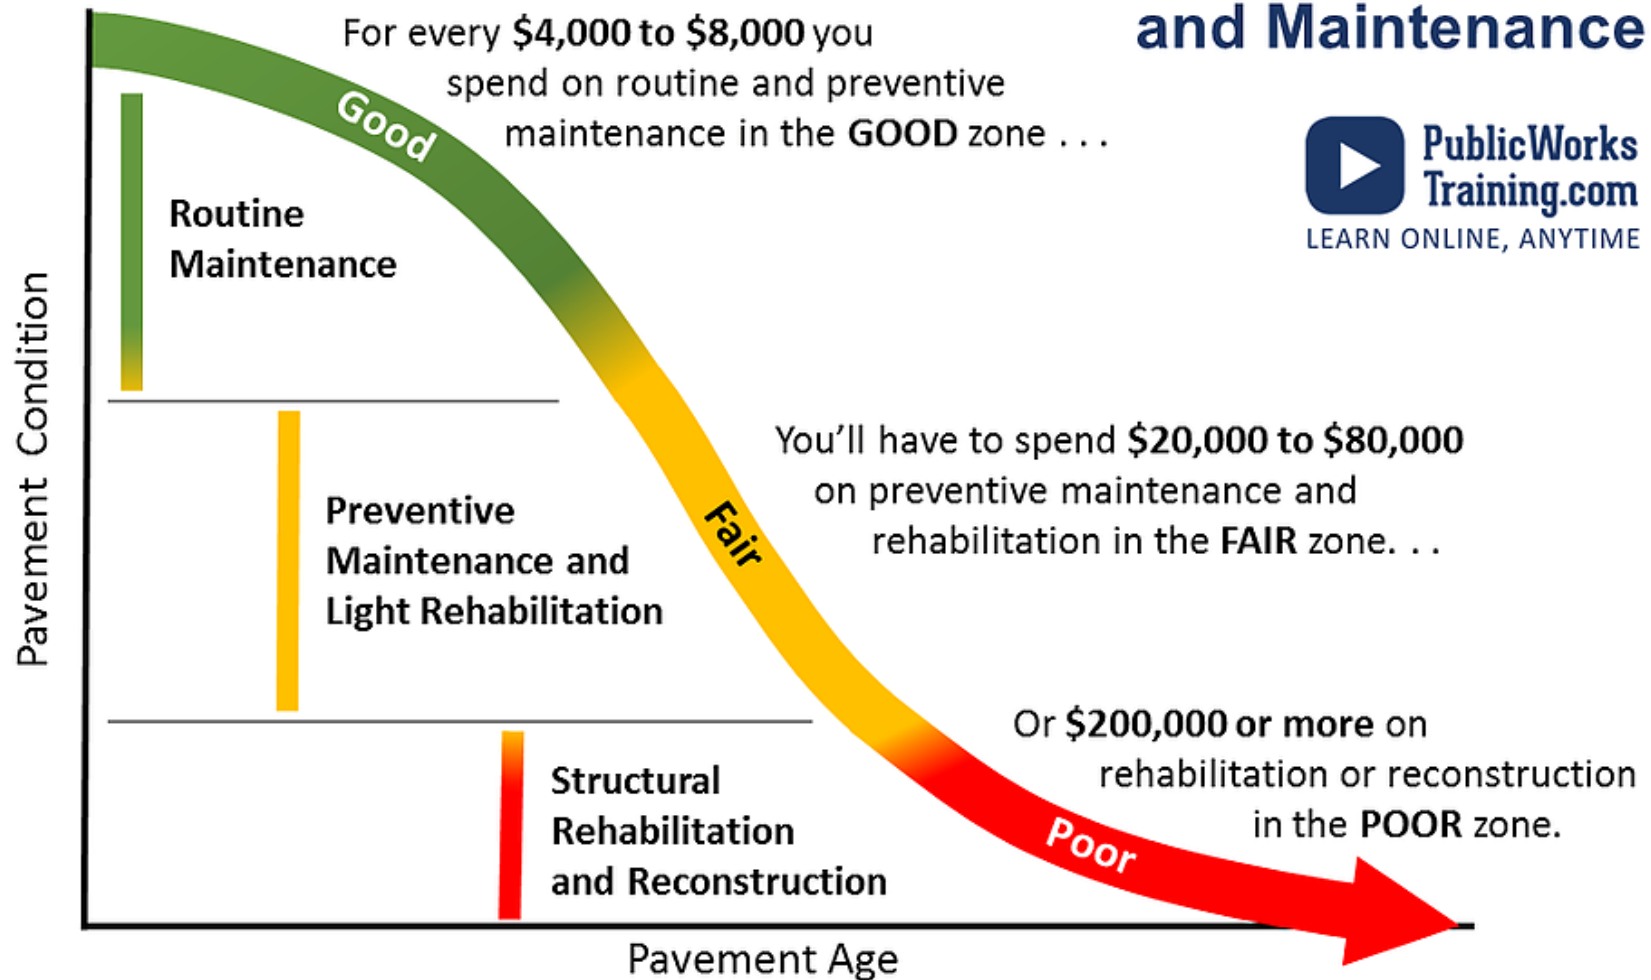 and Maintenance
For every $4,000 to $8,000 you
spend on routine and preventive
maintenance in the GOOD zone . . .
Good
PublicWorks
Training.com
LEARN ONLINE, ANYTIME
Routine
Maintenance
Pavement Condition
You’ll have to spend $20,000 to $80,000
on preventive maintenance and
rehabilitation in the FAIR zone. . .
Fair
Preventive
Maintenance and
Light Rehabilitation
Or $200,000 or more on
rehabilitation or reconstruction
in the POOR zone.
Poor
Structural
Rehabilitation
and Reconstruction
Pavement Age